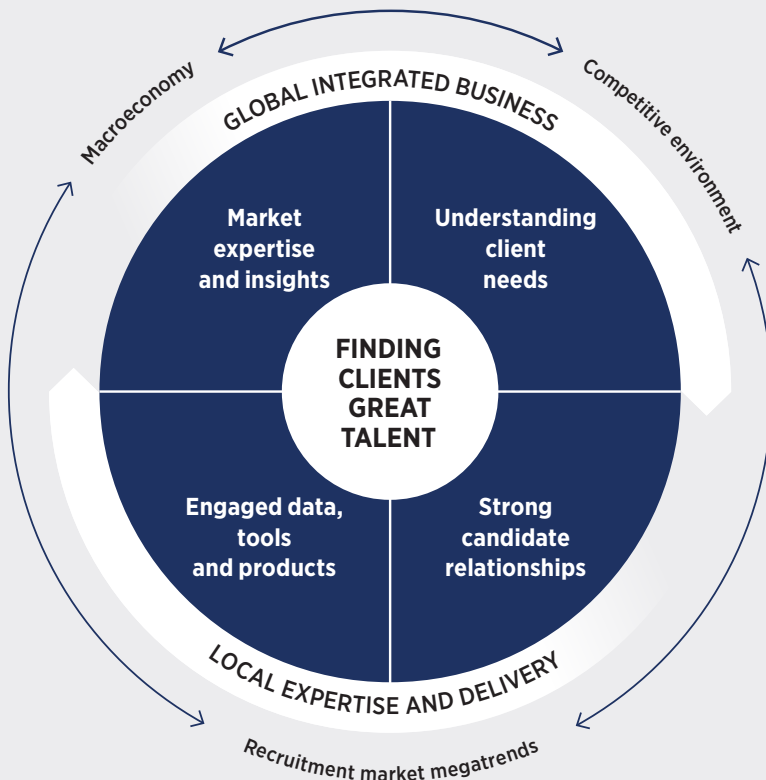 Macroeconomy
Competitive environment
GLOBAL INTEGRATED BUSINESS
Market
expertise
and insights
Understanding
client
needs
FINDING
CLIENTS
GREAT
TALENT
Engaged data,
tools
and products
Strong
candidate
relationships
LOCAL EXPERTISE AND DELIVERY
Recruitment market megatrends